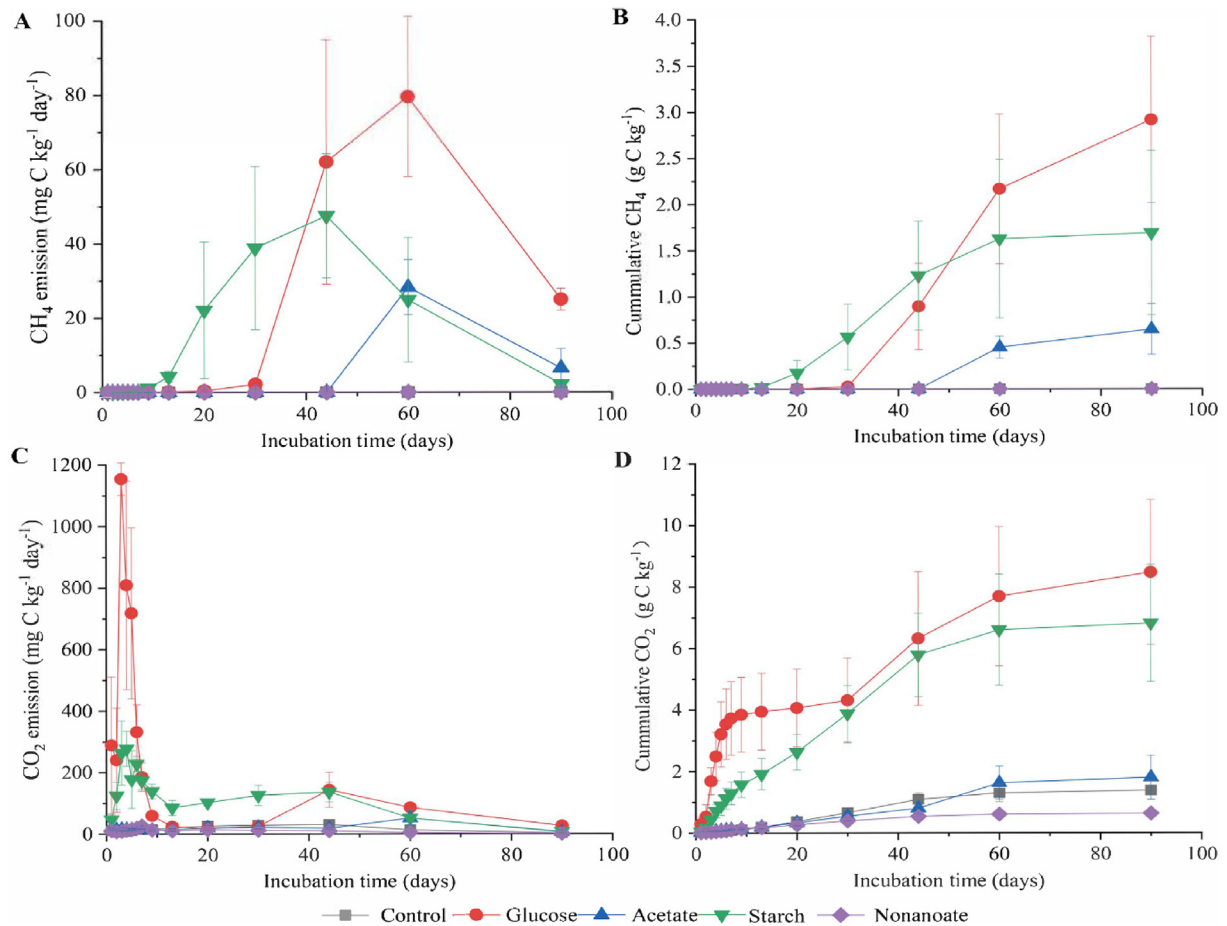 A
B
100
80
60
40
20
0
CH₄ emission (mg C kg⁻¹ day⁻¹)
0 20 40 60 80 100
Incubation time (days)
4.0
3.5
3.0
2.5
2.0
1.5
1.0
0.5
0.0
Cummulative CH₄ (g C kg⁻¹)
0 20 40 60 80 100
Incubation time (days)
C
D
1200
1000
800
600
400
200
0
CO₂ emission (mg C kg⁻¹ day⁻¹)
0 20 40 60 80 100
Incubation time (days)
12
10
8
6
4
2
0
Cummulative CO₂ (g C kg⁻¹)
0 20 40 60 80 100
Incubation time (days)
Control Glucose Acetate Starch Nonanoate